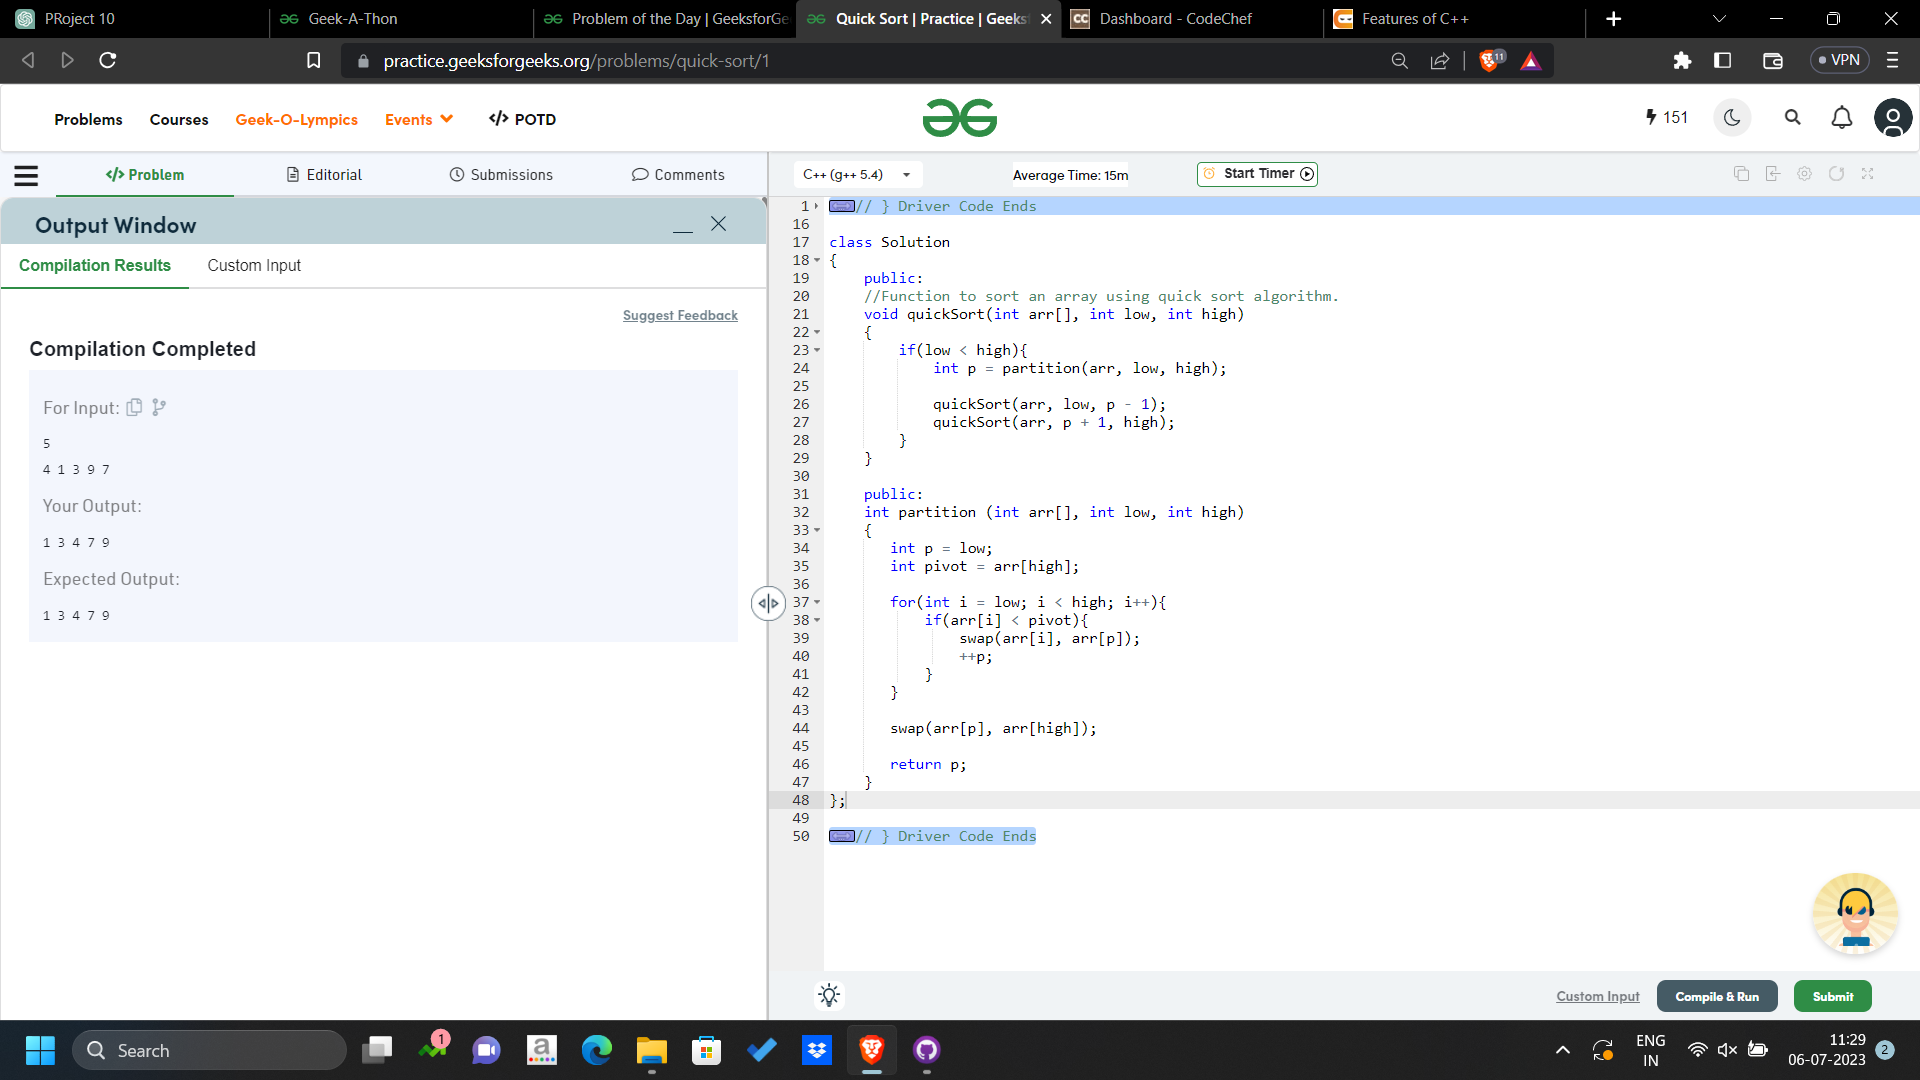 PRoject 10
Geek-A-Thon
Problem of the Day | GeeksforGe
Quick Sort | Practice | Geeks
CC Dashboard - CodeChef
Features of C++
practice.geeksforgeeks.org/problems/quick-sort/1
11
VPN
Problems Courses Geek-O-Lympics Events </> POTD
151
</> Problem Editorial Submissions Comments
C++ (g++ 5.4) Average Time: 15m Start Timer
Output Window
Compilation Results Custom Input
Suggest Feedback
Compilation Completed
For Input:
5
4 1 3 9 7
Your Output:
1 3 4 7 9
Expected Output:
1 3 4 7 9
1 // } Driver Code Ends
16
17 class Solution
18 {
19 public:
20 //Function to sort an array using quick sort algorithm.
21 void quickSort(int arr[], int low, int high)
22 {
23 if(low < high){
24 int p = partition(arr, low, high);
25
26 quickSort(arr, low, p - 1);
27 quickSort(arr, p + 1, high);
28 }
29 }
30
31 public:
32 int partition (int arr[], int low, int high)
33 {
34 int p = low;
35 int pivot = arr[high];
36
37 for(int i = low; i < high; i++){
38 if(arr[i] < pivot){
39 swap(arr[i], arr[p]);
40 ++p;
41 }
42 }
43
44 swap(arr[p], arr[high]);
45
46 return p;
47 }
48 };
49
50 // } Driver Code Ends
Custom Input Compile & Run Submit
Search
1
a
ENG
IN
11:29
06-07-2023
2